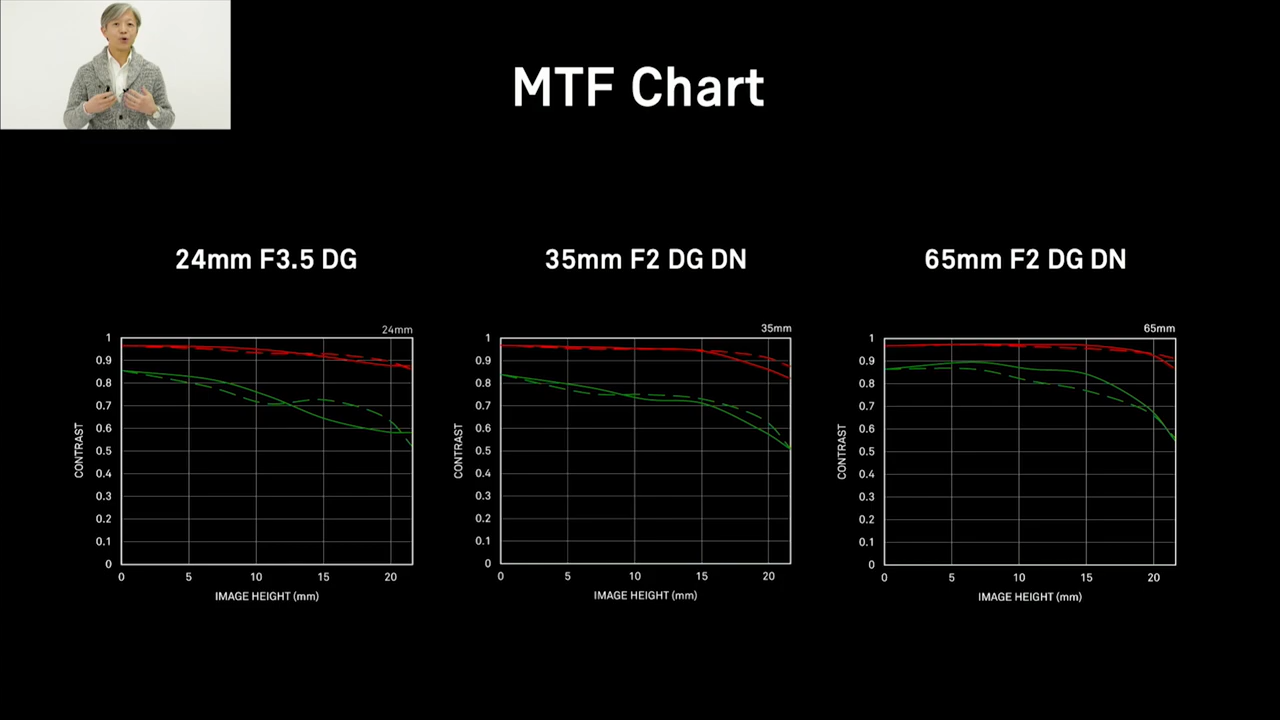 MTF Chart
24mm F3.5 DG
24mm
1
0.9
0.8
0.7
0.6
0.5
0.4
0.3
0.2
0.1
0
CONTRAST
0 5 10 15 20
IMAGE HEIGHT (mm)
35mm F2 DG DN
35mm
1
0.9
0.8
0.7
0.6
0.5
0.4
0.3
0.2
0.1
0
CONTRAST
0 5 10 15 20
IMAGE HEIGHT (mm)
65mm F2 DG DN
65mm
1
0.9
0.8
0.7
0.6
0.5
0.4
0.3
0.2
0.1
0
CONTRAST
0 5 10 15 20
IMAGE HEIGHT (mm)